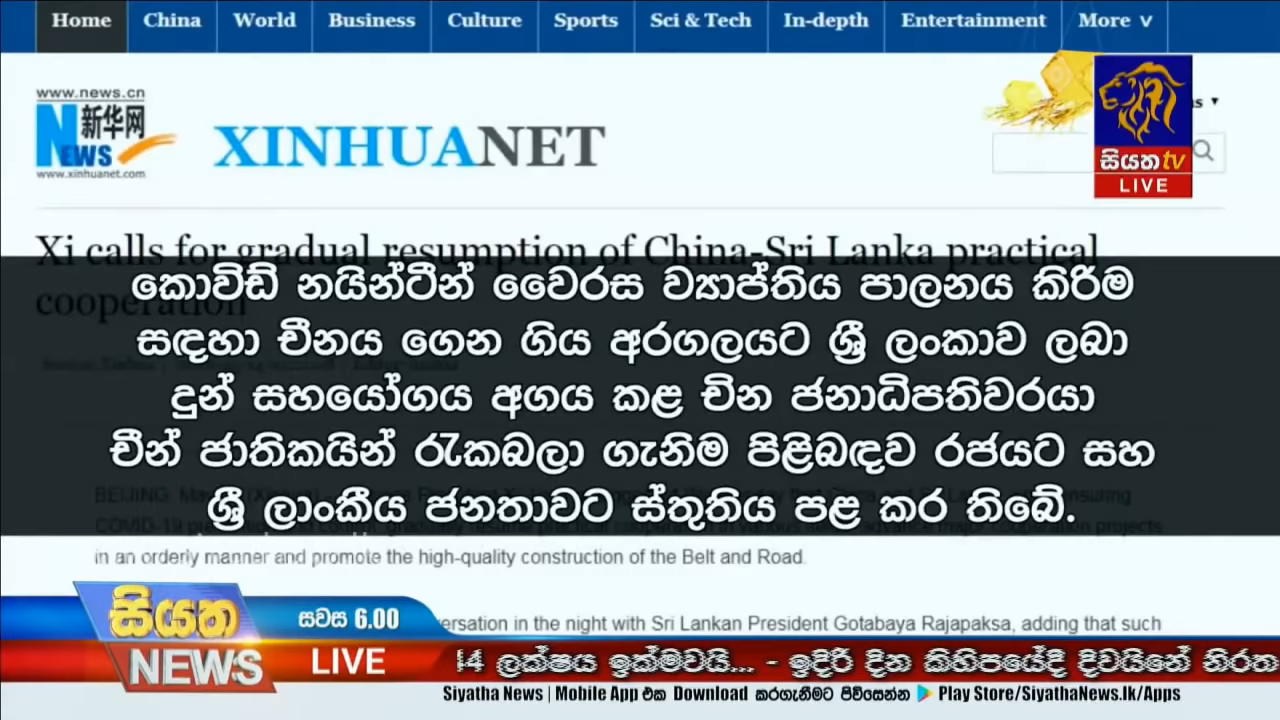 Home China World Business Culture Sports Sci & Tech In-depth Entertainment More
www.news.cn
新华网
NEWS
www.xinhuanet.com
XINHUANET
සියත tv
LIVE
Xi calls for gradual resumption of China-Sri Lanka practical
cooperation
කොවිඩ් නයින්ටීන් වෛරස ව්‍යාප්තිය පාලනය කිරිම
සඳහා චීනය ගෙන ගිය අරගලයට ශ්‍රී ලංකාව ලබා
දුන් සහයෝගය අගය කළ චින ජනාධිපතිවරයා
චීන් ජාතිකයින් රැකබලා ගැනිම පිළිබඳව රජයට සහ
ශ්‍රී ලාංකීය ජනතාවට ස්තූතිය පළ කර තිබේ.
in an orderly manner and promote the high-quality construction of the Belt and Road.
in the night with Sri Lankan President Gotabaya Rajapaksa, adding that such
සියත NEWS
සවස 6.00
LIVE
ලක්ෂය ඉක්මවයි... - ඉදිරි දින කිහිපයේදී දිවයිනේ
Siyatha News | Mobile App එක Download කරගැනීමට පිවිසෙන්න Play Store/SiyathaNews.lk/Apps